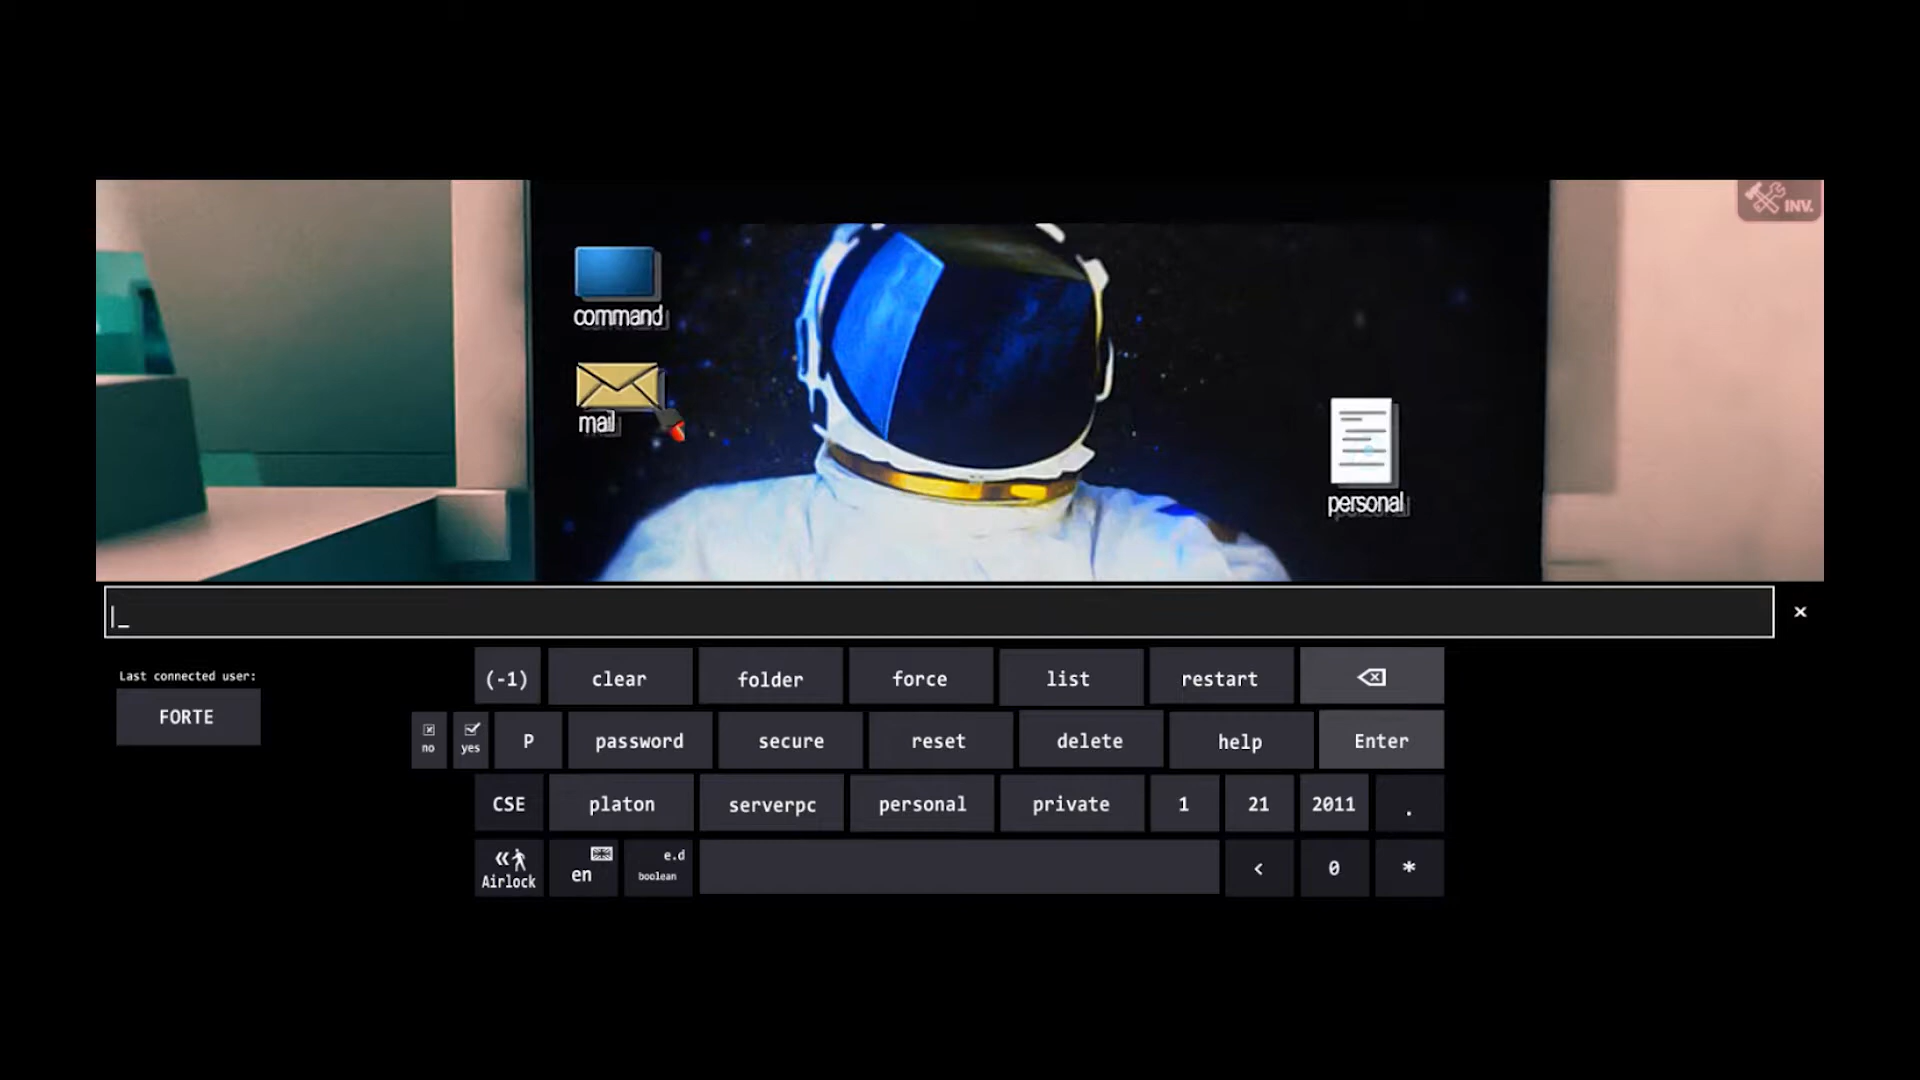 INV.
command
mail
personal
_
Last connected user:
FORTE
(-1) clear folder force list restart
no yes P password secure reset delete help Enter
CSE platon serverpc personal private 1 21 2011 .
« Airlock en e.d boolean < 0 *